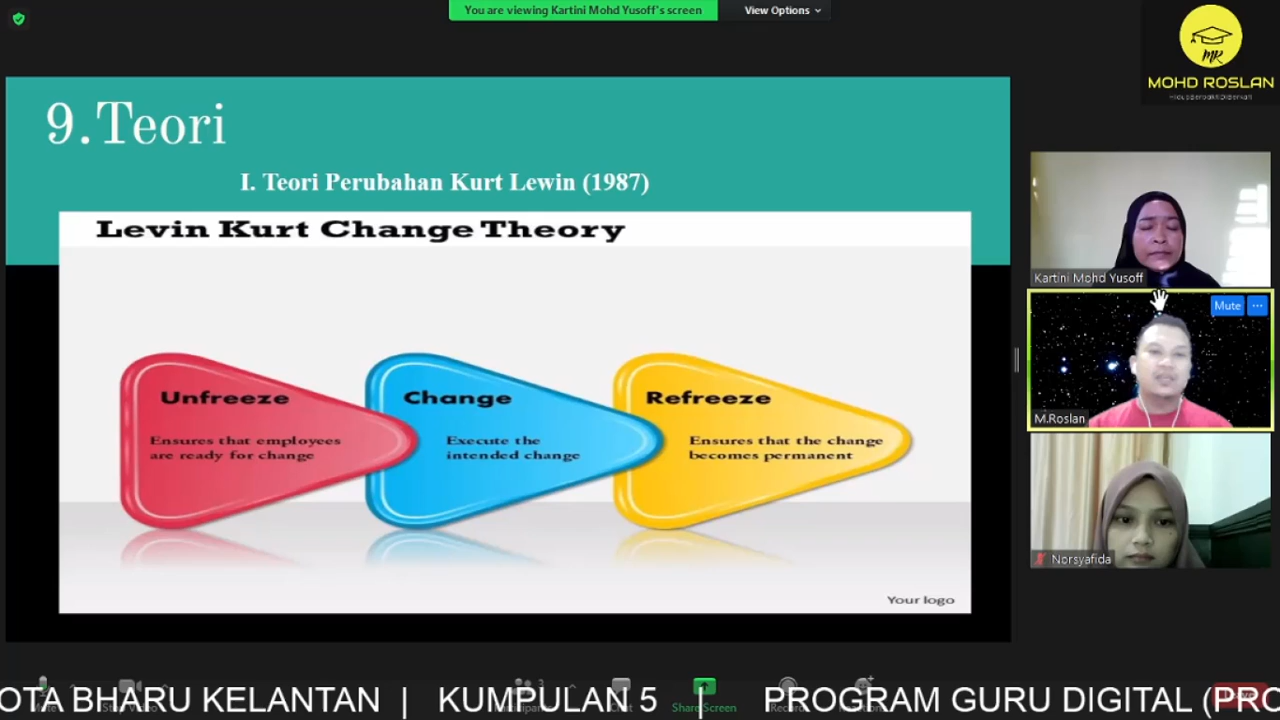 You are viewing Kartini Mohd Yusoff's screen
View Options
MR
MOHD ROSLAN
9.Teori
I. Teori Perubahan Kurt Lewin (1987)
Levin Kurt Change Theory
Unfreeze
Ensures that employees
are ready for change
Change
Execute the
intended change
Refreeze
Ensures that the change
becomes permanent
Your logo
Kartini Mohd Yusoff
Mute
M.Roslan
Norsyafida
Share Screen
OTA BHARU KELANTAN | KUMPULAN 5 | PROGRAM GURU DIGITAL (PRO